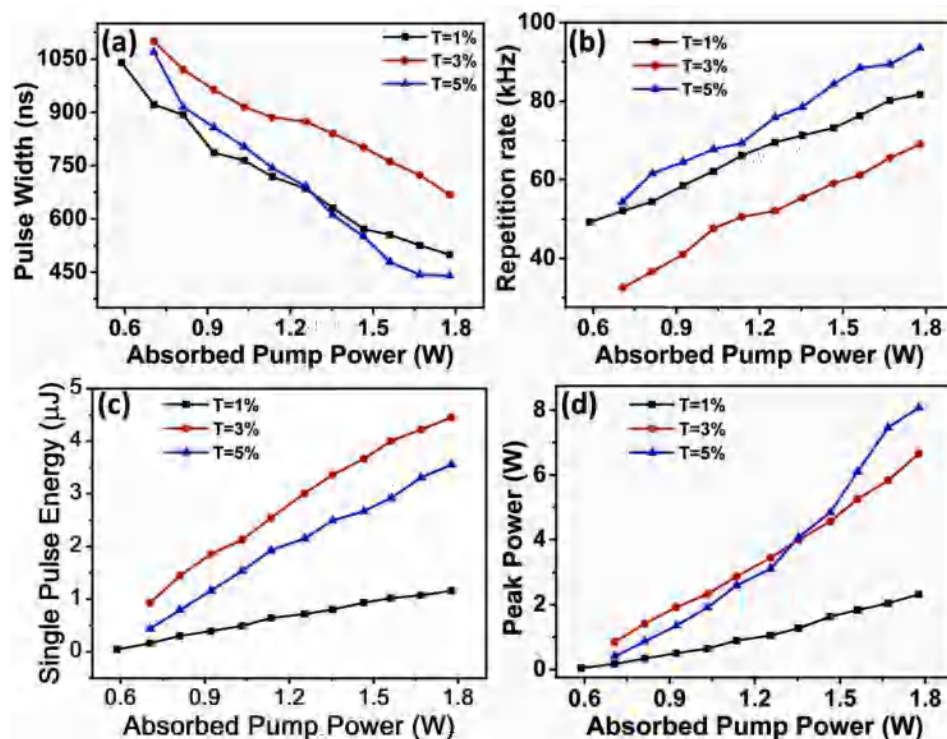 (a)
T=1%
T=3%
T=5%
1050
900
750
600
450
0.6 0.9 1.2 1.5 1.8
Pulse Width (ns)
Absorbed Pump Power (W)
(b)
T=1%
T=3%
T=5%
100
80
60
40
0.6 0.9 1.2 1.5 1.8
Repetition rate (kHz)
Absorbed Pump Power (W)
(c)
T=1%
T=3%
T=5%
5
4
3
2
1
0
0.6 0.9 1.2 1.5 1.8
Single Pulse Energy (μJ)
Absorbed Pump Power (W)
(d)
T=1%
T=3%
T=5%
8
6
4
2
0
0.6 0.9 1.2 1.5 1.8
Peak Power (W)
Absorbed Pump Power (W)